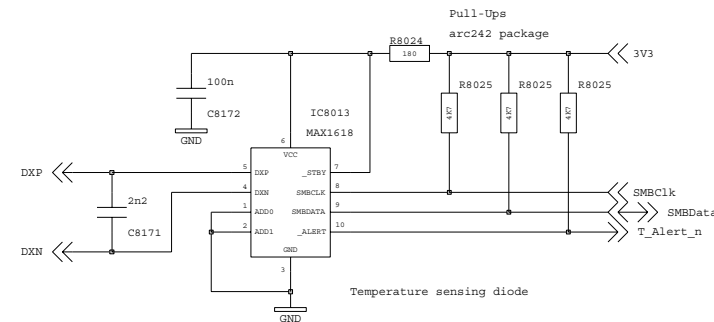 Pull-Ups
arc242 package
R8024
180
3V3
100n
C8172
GND
R8025
R8025
R8025
4K7
4K7
4K7
IC8013
MAX1618
6
VCC
DXP
5
DXP
_STBY
7
4
DXN
SMBCLK
8
SMBClk
2n2
1
ADD0
SMBDATA
9
SMBData
C8171
2
ADD1
_ALERT
10
T_Alert_n
DXN
GND
3
Temperature sensing diode
GND